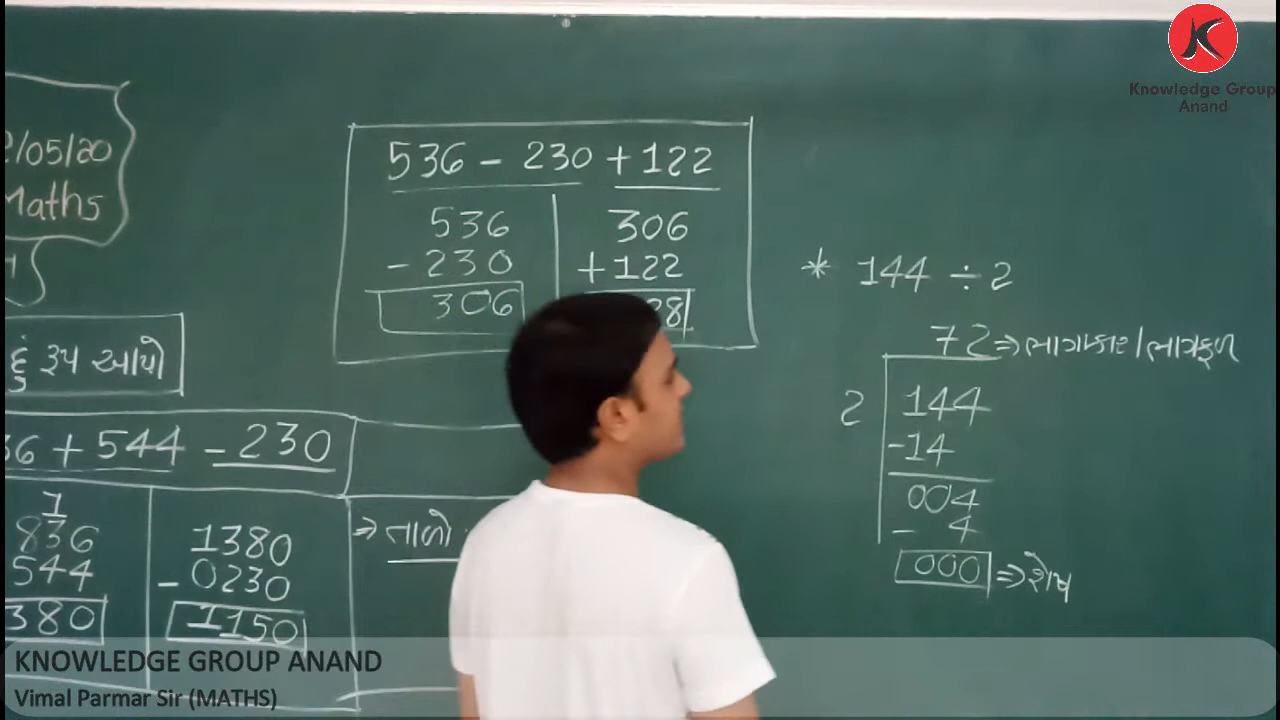 Knowledge Group
Anand
2/05/20
Maths
હું રૂપ આપો
36 + 544 - 230
1
836
544
380
1380
- 0230
1150
536 - 230 + 122
536
- 230
306
306
+ 122
28
⇒ તાળો
* 144 ÷ 2
72 ⇒ ભાગાકાર/ભાગફળ
2 144
-14
004
- 4
000 ⇒ શેષ
KNOWLEDGE GROUP ANAND
Vimal Parmar Sir (MATHS)